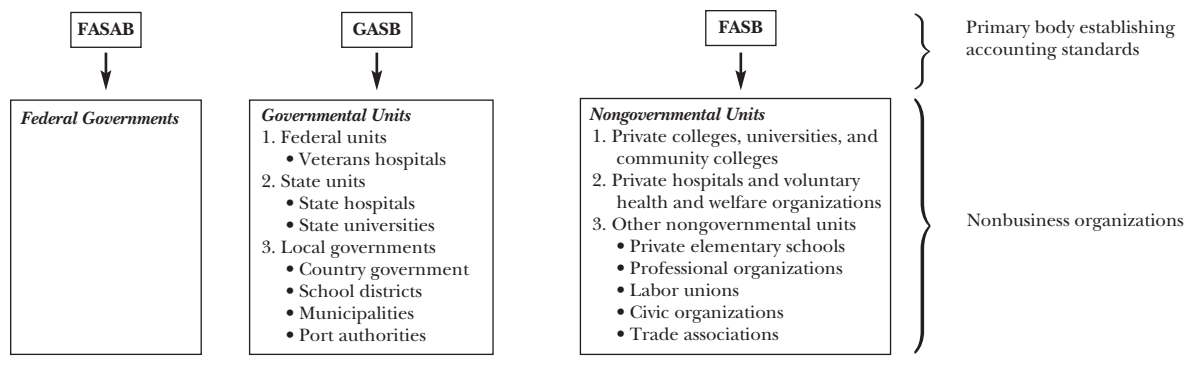 FASAB
GASB
FASB
Primary body establishing
accounting standards
Federal Governments
Governmental Units
1. Federal units
• Veterans hospitals
2. State units
• State hospitals
• State universities
3. Local governments
• Country government
• School districts
• Municipalities
• Port authorities
Nongovernmental Units
1. Private colleges, universities, and
community colleges
2. Private hospitals and voluntary
health and welfare organizations
3. Other nongovernmental units
• Private elementary schools
• Professional organizations
• Labor unions
• Civic organizations
• Trade associations
Nonbusiness organizations